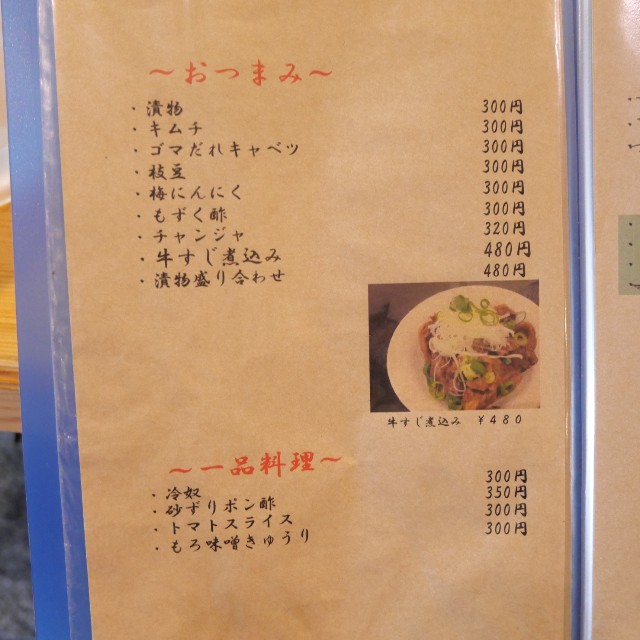 ～おつまみ～
・漬物 300円
・キムチ 300円
・ゴマだれキャベツ 300円
・枝豆 300円
・梅にんにく 300円
・もずく酢 300円
・チャンジャ 320円
・牛すじ煮込み 480円
・漬物盛り合わせ 480円
牛すじ煮込み ￥480
～一品料理～
・冷奴 300円
・砂ずりポン酢 350円
・トマトスライス 300円
・もろ味噌きゅうり 300円